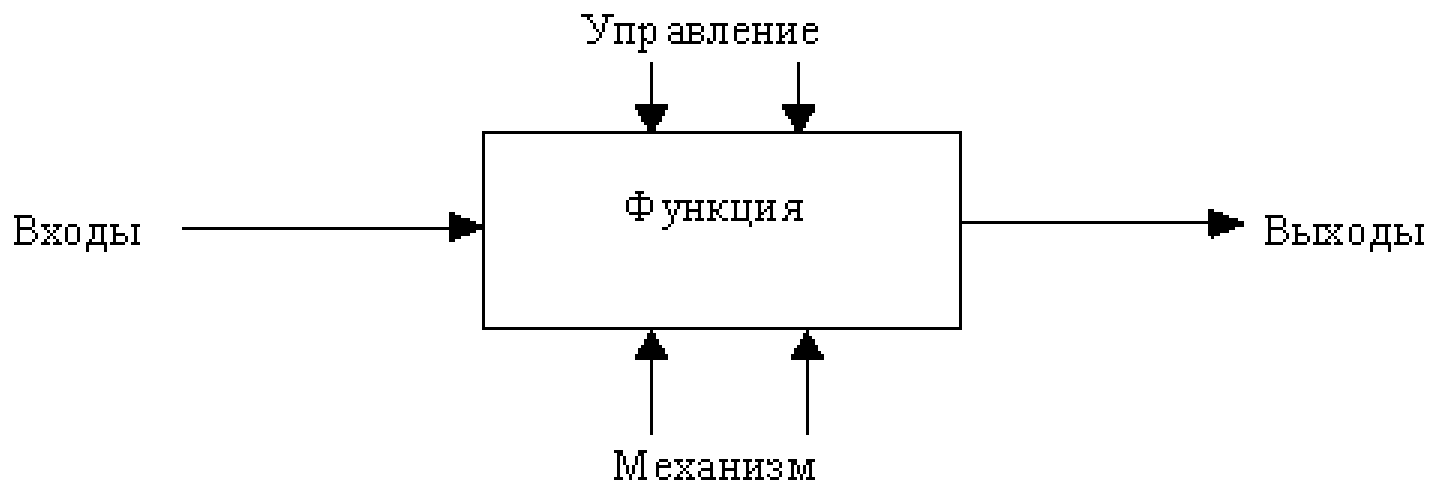 Управление
Функция
Входы
Выходы
Механизм